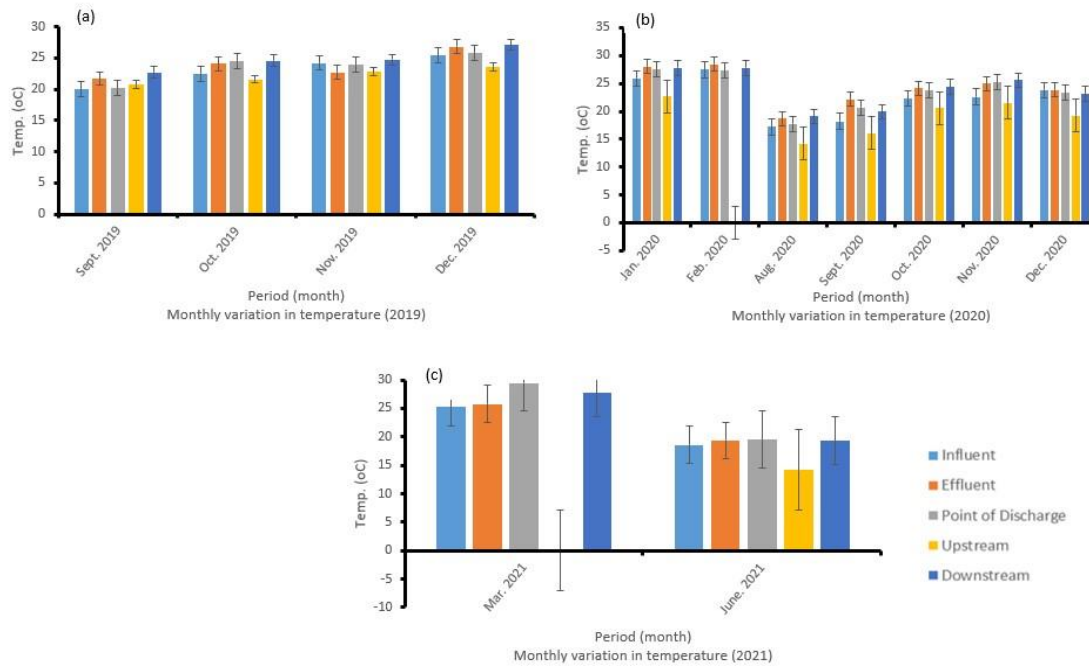 (a)
30
25
20
15
10
5
0
Temp. (oC)
Sept. 2019
Oct. 2019
Nov. 2019
Dec. 2019
Period (month)
Monthly variation in temperature (2019)
(b)
35
30
25
20
15
10
5
0
-5
Temp. (oC)
Jan. 2020
Feb. 2020
Aug. 2020
Sept. 2020
Oct. 2020
Nov. 2020
Dec. 2020
Period (month)
Monthly variation in temperature (2020)
(c)
30
25
20
15
10
5
0
-5
-10
Temp. (oC)
Mar. 2021
June. 2021
Period (month)
Monthly variation in temperature (2021)
Influent
Effluent
Point of Discharge
Upstream
Downstream